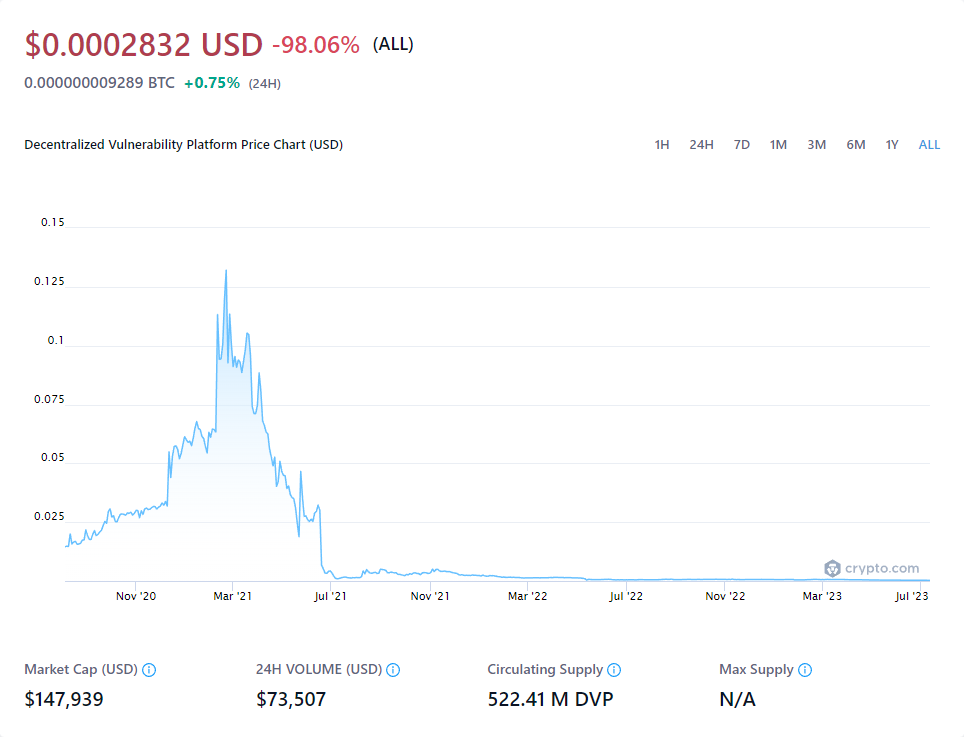 $0.0002832 USD -98.06% (ALL)
0.000000009289 BTC +0.75% (24H)
Decentralized Vulnerability Platform Price Chart (USD) 1H 24H 7D 1M 3M 6M 1Y ALL
0.15
0.125
0.1
0.075
0.05
0.025
crypto.com
Nov '20 Mar '21 Jul '21 Nov '21 Mar '22 Jul '22 Nov '22 Mar '23 Jul '23
Market Cap (USD) 24H VOLUME (USD) Circulating Supply Max Supply
$147,939 $73,507 522.41 M DVP N/A